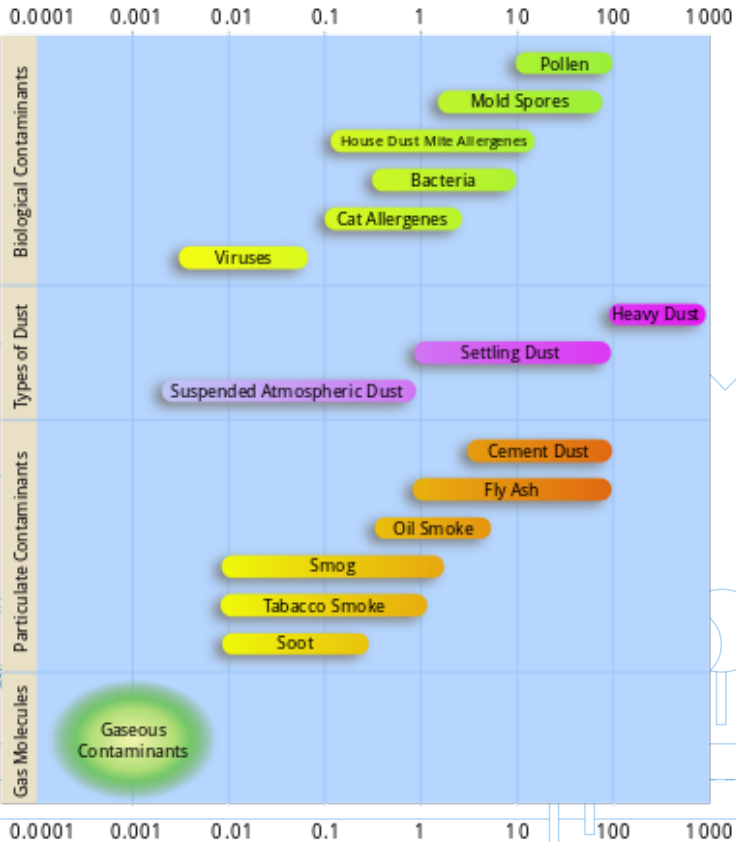 0.0001 0.001 0.01 0.1 1 10 100 1000
Biological Contaminants
Pollen
Mold Spores
House Dust Mite Allergenes
Bacteria
Cat Allergenes
Viruses
Types of Dust
Heavy Dust
Settling Dust
Suspended Atmospheric Dust
Particulate Contaminants
Cement Dust
Fly Ash
Oil Smoke
Smog
Tabacco Smoke
Soot
Gas Molecules
Gaseous
Contaminants
0.0001 0.001 0.01 0.1 1 10 100 1000